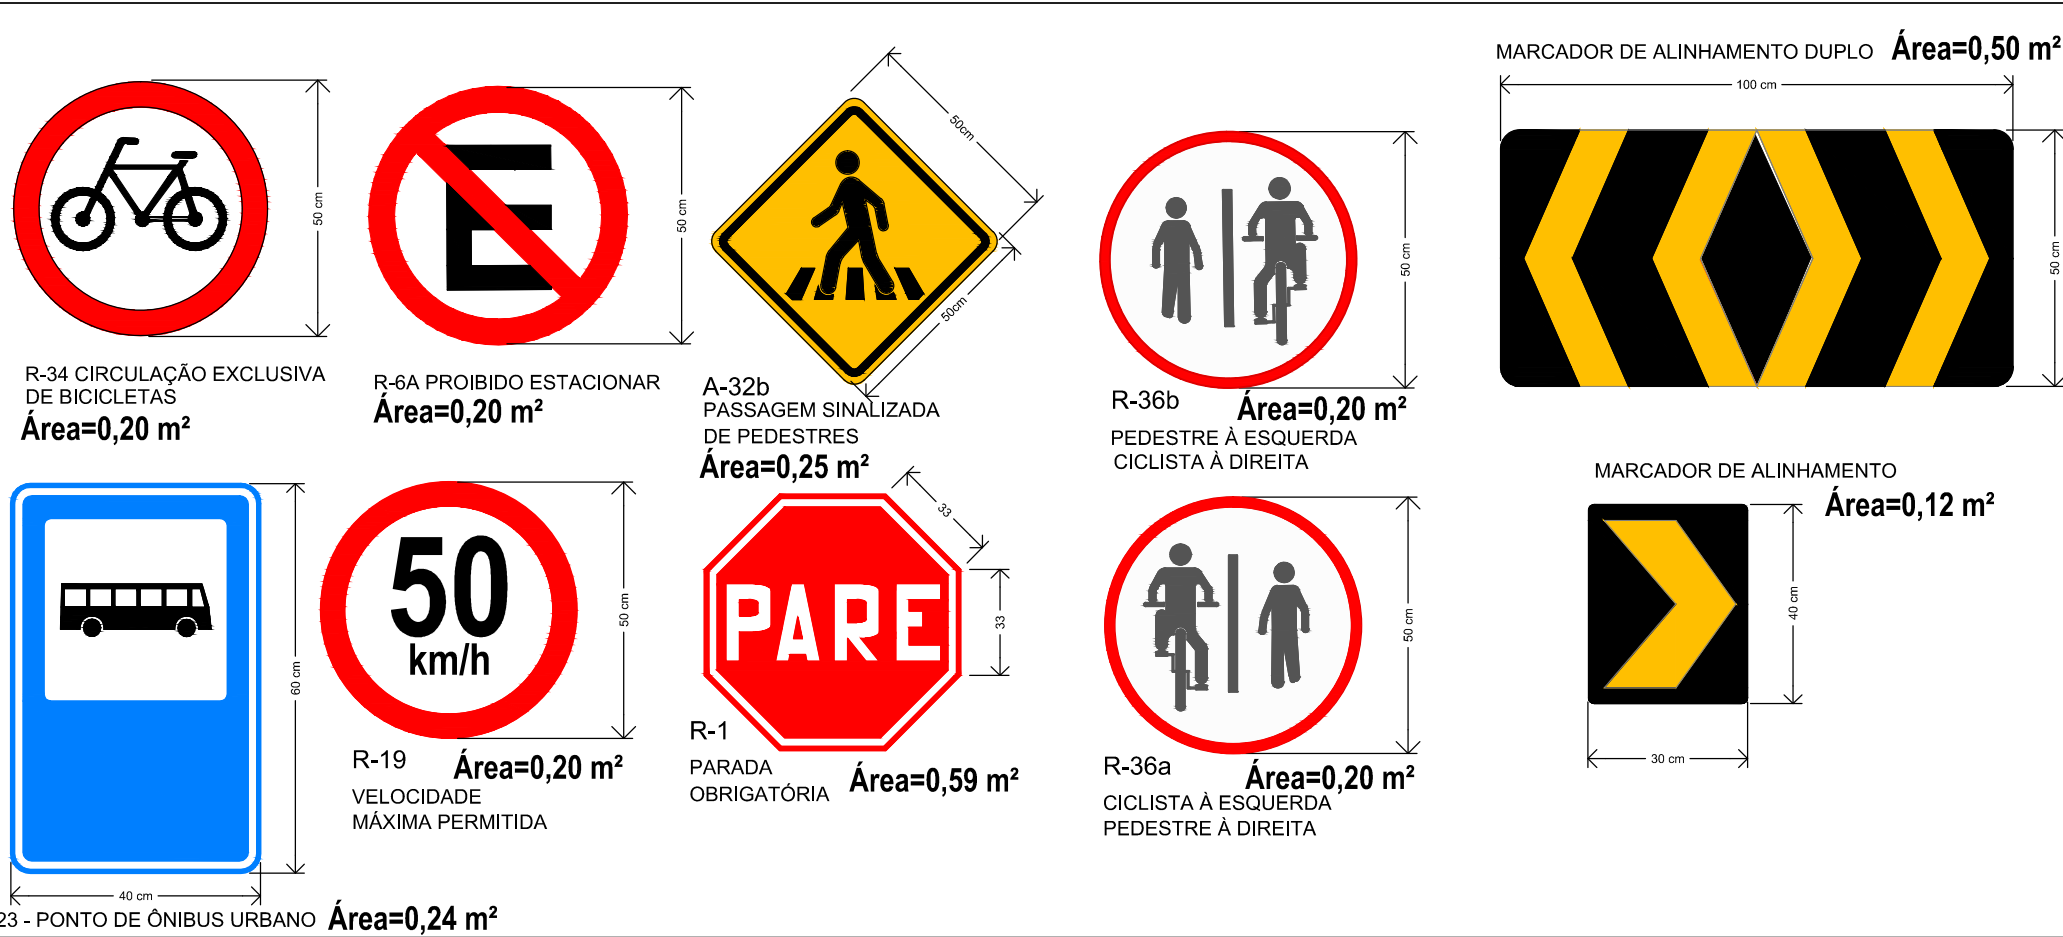 50 cm
R-34 CIRCULAÇÃO EXCLUSIVA
DE BICICLETAS
Área=0,20 m²
E
50 cm
R-6A PROIBIDO ESTACIONAR
Área=0,20 m²
50cm
50cm
A-32b
PASSAGEM SINALIZADA
DE PEDESTRES
Área=0,25 m²
50 cm
R-36b
Área=0,20 m²
PEDESTRE À ESQUERDA
CICLISTA À DIREITA
MARCADOR DE ALINHAMENTO DUPLO Área=0,50 m²
100 cm
50 cm
60 cm
40 cm
23 - PONTO DE ÔNIBUS URBANO Área=0,24 m²
50
km/h
50 cm
R-19
Área=0,20 m²
VELOCIDADE
MÁXIMA PERMITIDA
33
33
PARE
R-1
PARADA
OBRIGATÓRIA
Área=0,59 m²
50 cm
R-36a
Área=0,20 m²
CICLISTA À ESQUERDA
PEDESTRE À DIREITA
MARCADOR DE ALINHAMENTO
Área=0,12 m²
40 cm
30 cm